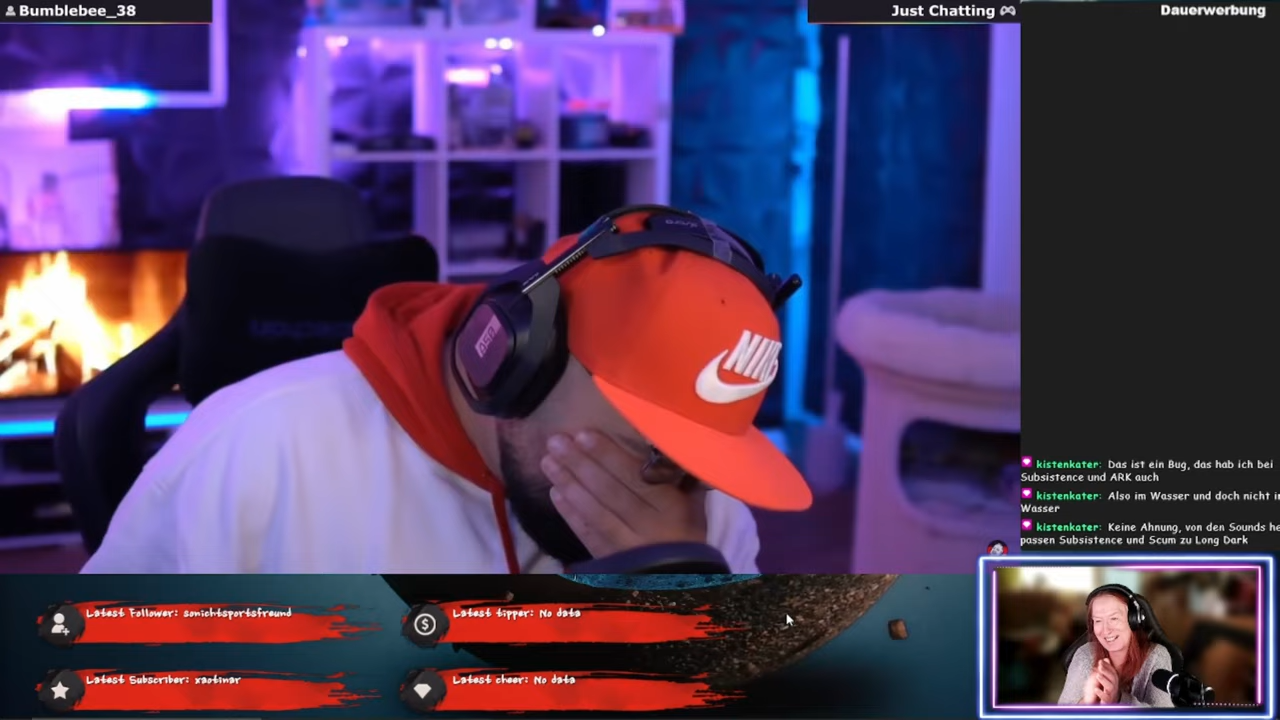 Bumblebee_38
Just Chatting
Dauerwerbung
NIKE
kistenkater: Das ist ein Bug, das hab ich bei
Subsistence und ARK auch
kistenkater: Also im Wasser und doch nicht
Wasser
kistenkater: Keine Ahnung, von den Sounds
passen Subsistence und Scum zu Long Dark
Latest Follower: sonichtsportsfreund
Latest tipper: No data
Latest Subscriber: xactinar
Latest cheer: No data